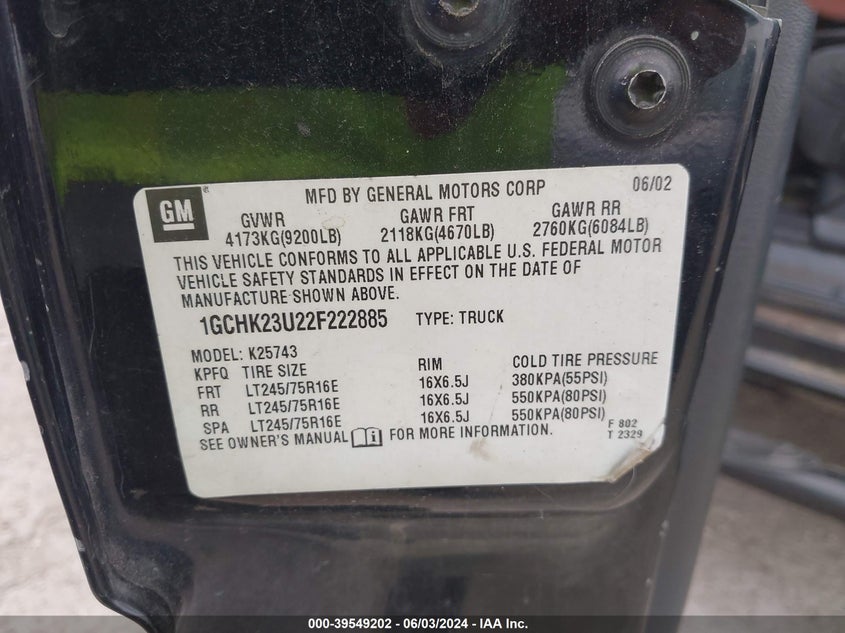 GM
MFD BY GENERAL MOTORS CORP 06/02
GVWR GAWR FRT GAWR RR
4173KG(9200LB) 2118KG(4670LB) 2760KG(6084LB)
THIS VEHICLE CONFORMS TO ALL APPLICABLE U.S. FEDERAL MOTOR
VEHICLE SAFETY STANDARDS IN EFFECT ON THE DATE OF
MANUFACTURE SHOWN ABOVE.
1GCHK23U22F222885 TYPE: TRUCK
MODEL: K25743
KPFQ TIRE SIZE RIM COLD TIRE PRESSURE
FRT LT245/75R16E 16X6.5J 380KPA(55PSI)
RR LT245/75R16E 16X6.5J 550KPA(80PSI)
SPA LT245/75R16E 16X6.5J 550KPA(80PSI)
SEE OWNER'S MANUAL FOR MORE INFORMATION.
F 802
T 2329
000-39549202 - 06/03/2024 - IAA Inc.